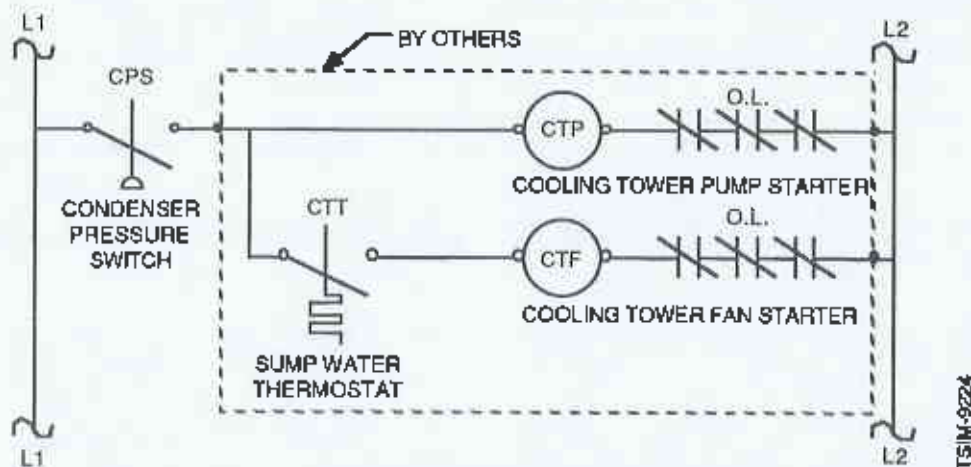 L1
L2
BY OTHERS
CPS
O.L.
CTP
CONDENSER
PRESSURE
SWITCH
COOLING TOWER PUMP STARTER
CTT
O.L.
CTF
COOLING TOWER FAN STARTER
SUMP WATER
THERMOSTAT
L1
L2
TSIM-9224